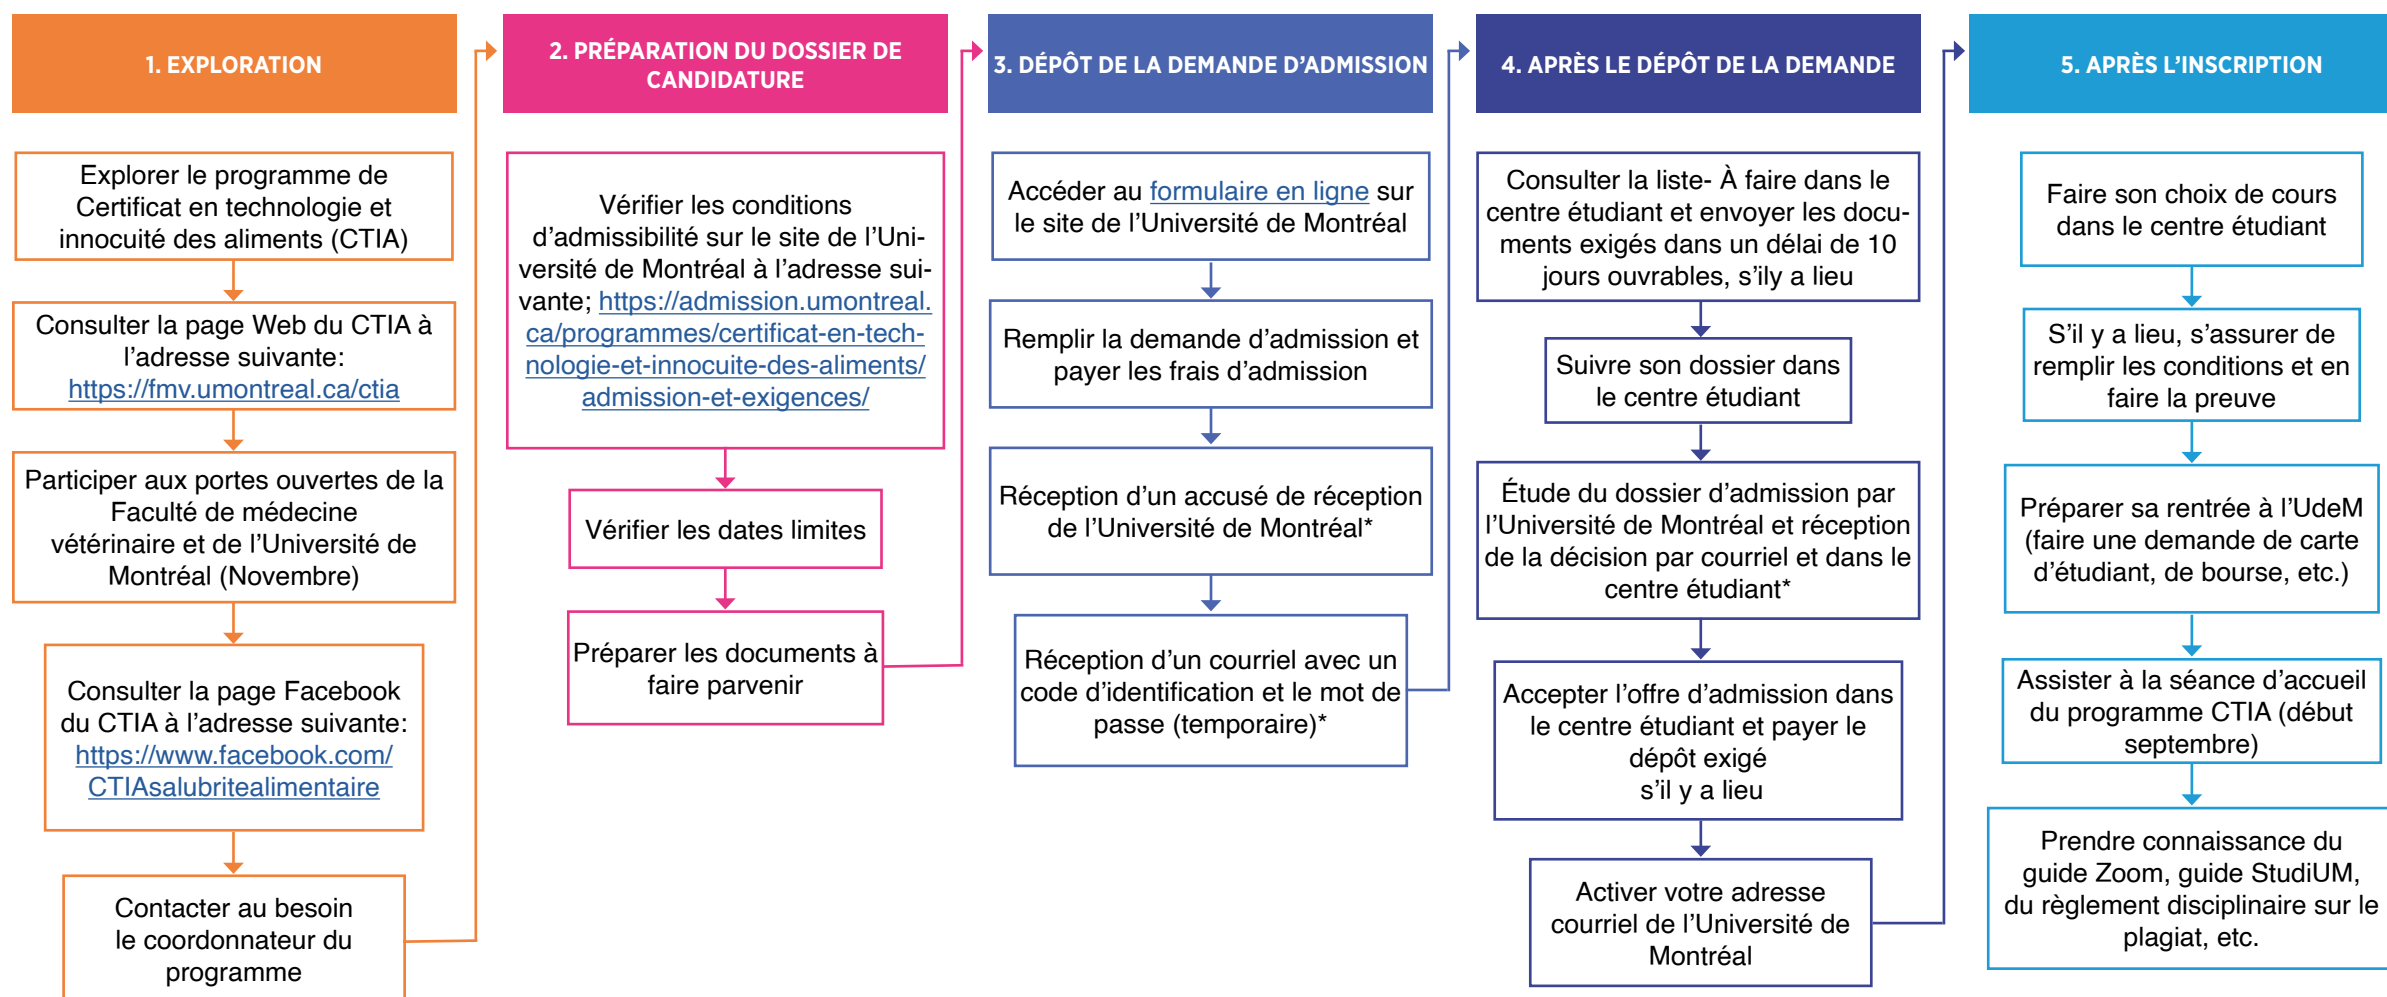 1. EXPLORATION
Explorer le programme de
Certificat en technologie et
innocuité des aliments (CTIA)
Consulter la page Web du CTIA à
l’adresse suivante:
https://fmv.umontreal.ca/ctia
Participer aux portes ouvertes de la
Faculté de médecine
vétérinaire et de l’Université de
Montréal (Novembre)
Consulter la page Facebook
du CTIA à l’adresse suivante:
https://www.facebook.com/
CTIAsalubritealimentaire
Contacter au besoin
le coordonnateur du
programme
2. PRÉPARATION DU DOSSIER DE
CANDIDATURE
Vérifier les conditions
d’admissibilité sur le site de l’Uni-
versité de Montréal à l’adresse sui-
vante; https://admission.umontreal.
ca/programmes/certificat-en-tech-
nologie-et-innocuite-des-aliments/
admission-et-exigences/
Vérifier les dates limites
Préparer les documents à
faire parvenir
3. DÉPÔT DE LA DEMANDE D’ADMISSION
Accéder au formulaire en ligne sur
le site de l’Université de Montréal
Remplir la demande d’admission et
payer les frais d’admission
Réception d’un accusé de réception
de l’Université de Montréal*
Réception d’un courriel avec un
code d’identification et le mot de
passe (temporaire)*
4. APRÈS LE DÉPÔT DE LA DEMANDE
Consulter la liste- À faire dans le
centre étudiant et envoyer les docu-
ments exigés dans un délai de 10
jours ouvrables, s’ily a lieu
Suivre son dossier dans
le centre étudiant
Étude du dossier d’admission par
l’Université de Montréal et réception
de la décision par courriel et dans le
centre étudiant*
Accepter l’offre d’admission dans
le centre étudiant et payer le
dépôt exigé
s’il y a lieu
Activer votre adresse
courriel de l’Université de
Montréal
5. APRÈS L’INSCRIPTION
Faire son choix de cours
dans le centre étudiant
S’il y a lieu, s’assurer de
remplir les conditions et en
faire la preuve
Préparer sa rentrée à l’UdeM
(faire une demande de carte
d’étudiant, de bourse, etc.)
Assister à la séance d’accueil
du programme CTIA (début
septembre)
Prendre connaissance du
guide Zoom, guide StudiUM,
du règlement disciplinaire sur le
plagiat, etc.